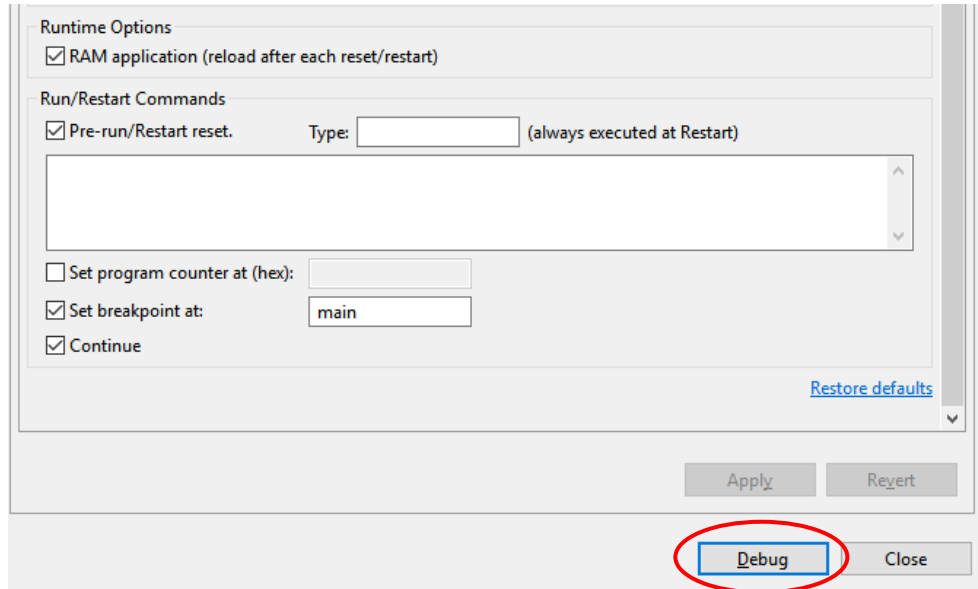 Runtime Options
RAM application (reload after each reset/restart)
Run/Restart Commands
Pre-run/Restart reset. Type: (always executed at Restart)
Set program counter at (hex):
Set breakpoint at: main
Continue
Restore defaults
Apply Revert
Debug Close